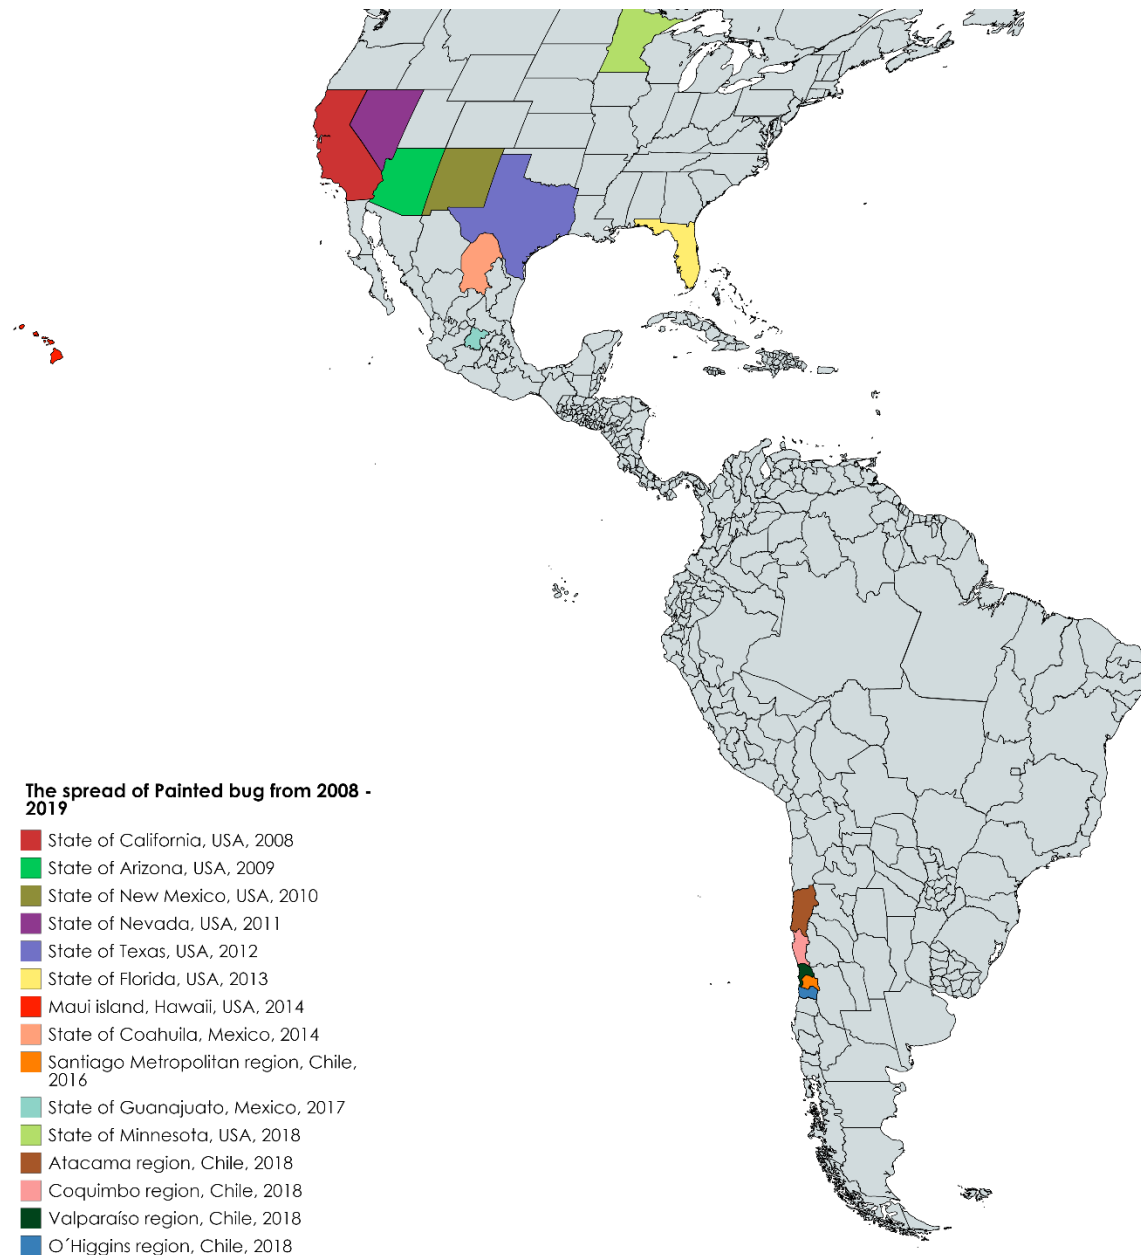 The spread of Painted bug from 2008 -
2019
State of California, USA, 2008
State of Arizona, USA, 2009
State of New Mexico, USA, 2010
State of Nevada, USA, 2011
State of Texas, USA, 2012
State of Florida, USA, 2013
Maui island, Hawaii, USA, 2014
State of Coahuila, Mexico, 2014
Santiago Metropolitan region, Chile,
2016
State of Guanajuato, Mexico, 2017
State of Minnesota, USA, 2018
Atacama region, Chile, 2018
Coquimbo region, Chile, 2018
Valparaíso region, Chile, 2018
O´Higgins region, Chile, 2018